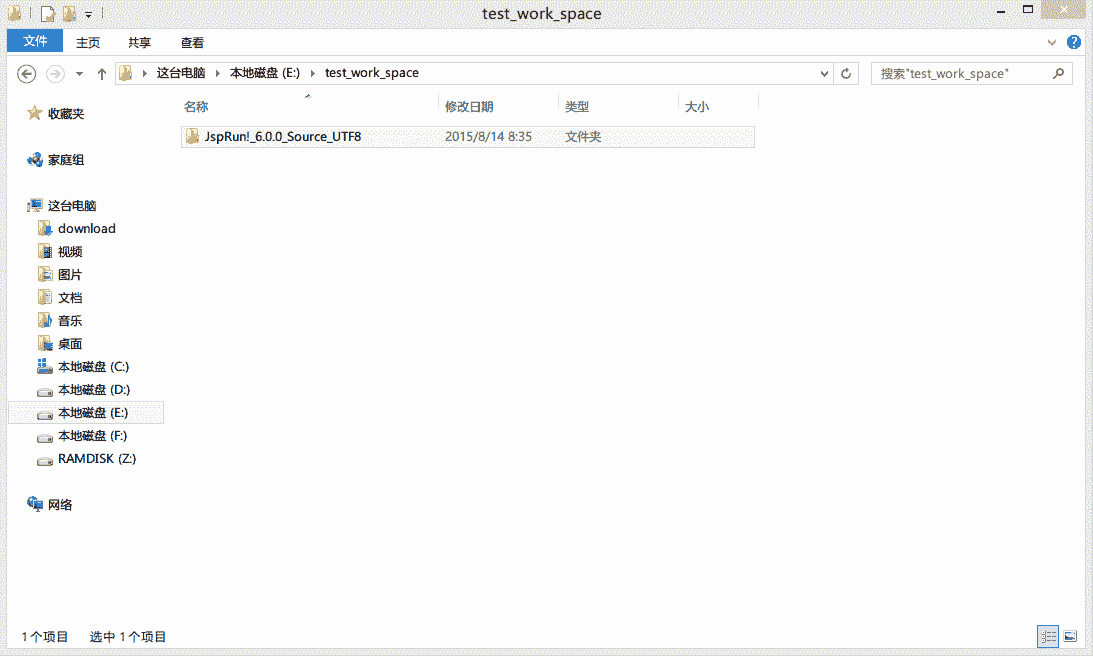 test_work_space
文件 主页 共享 查看
这台电脑 本地磁盘 (E:) test_work_space 搜索"test_work_space"
名称 修改日期 类型 大小
JspRun!_6.0.0_Source_UTF8 2015/8/14 8:35 文件夹
收藏夹
家庭组
这台电脑
download
视频
图片
文档
音乐
桌面
本地磁盘 (C:)
本地磁盘 (D:)
本地磁盘 (E:)
本地磁盘 (F:)
RAMDISK (Z:)
网络
1 个项目 选中 1 个项目